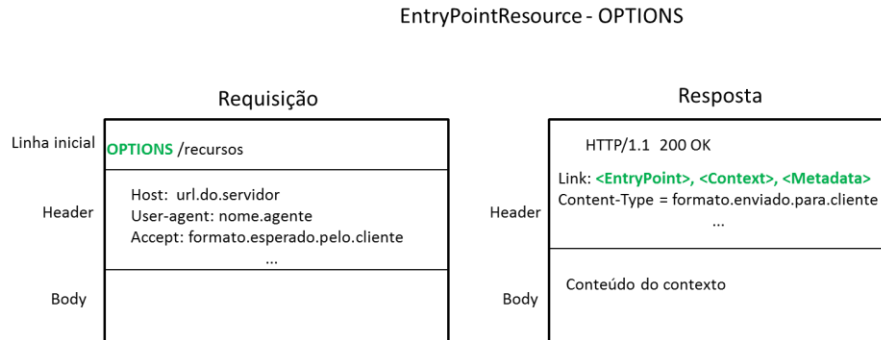 EntryPointResource - OPTIONS
Requisição
Linha inicial
OPTIONS /recursos
Header
Host: url.do.servidor
User-agent: nome.agente
Accept: formato.esperado.pelo.cliente
...
Body
Resposta
HTTP/1.1 200 OK
Header
Link: <EntryPoint>, <Context>, <Metadata>
Content-Type = formato.enviado.para.cliente
...
Body
Conteúdo do contexto